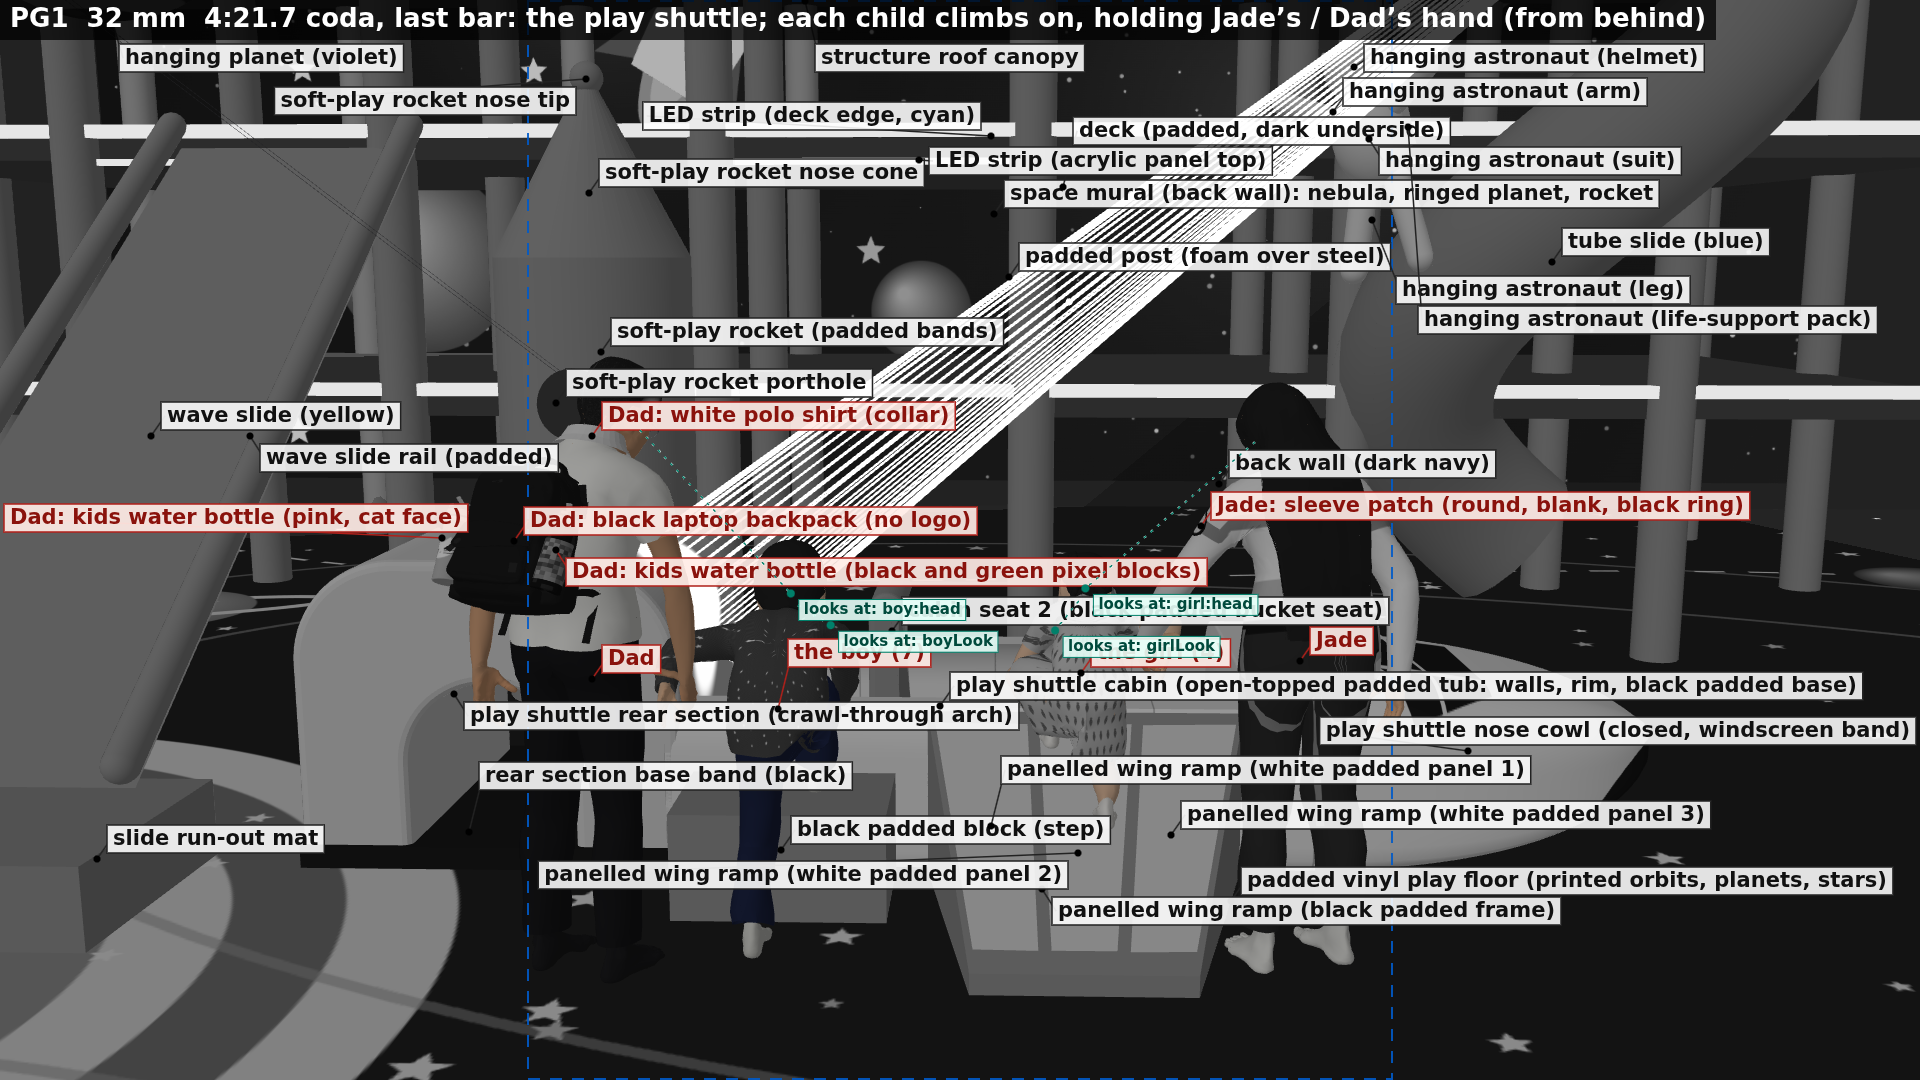 PG1 32 mm 4:21.7 coda, last bar: the play shuttle; each child climbs on, holding Jade’s / Dad’s hand (from behind)
hanging planet (violet)
structure roof canopy
hanging astronaut (helmet)
soft-play rocket nose tip
hanging astronaut (arm)
LED strip (deck edge, cyan)
deck (padded, dark underside)
LED strip (acrylic panel top)
hanging astronaut (suit)
soft-play rocket nose cone
space mural (back wall): nebula, ringed planet, rocket
tube slide (blue)
padded post (foam over steel)
hanging astronaut (leg)
hanging astronaut (life-support pack)
soft-play rocket (padded bands)
soft-play rocket porthole
wave slide (yellow)
Dad: white polo shirt (collar)
wave slide rail (padded)
back wall (dark navy)
Jade: sleeve patch (round, blank, black ring)
Dad: kids water bottle (pink, cat face)
Dad: black laptop backpack (no logo)
Dad: kids water bottle (black and green pixel blocks)
looks at: boy:head
seat 2 (black padded bucket seat)
looks at: girl:head
looks at: boyLook
looks at: girlLook
Jade
Dad
the boy (7)
play shuttle cabin (open-topped padded tub: walls, rim, black padded base)
play shuttle rear section (crawl-through arch)
play shuttle nose cowl (closed, windscreen band)
rear section base band (black)
panelled wing ramp (white padded panel 1)
panelled wing ramp (white padded panel 3)
black padded block (step)
slide run-out mat
panelled wing ramp (white padded panel 2)
padded vinyl play floor (printed orbits, planets, stars)
panelled wing ramp (black padded frame)